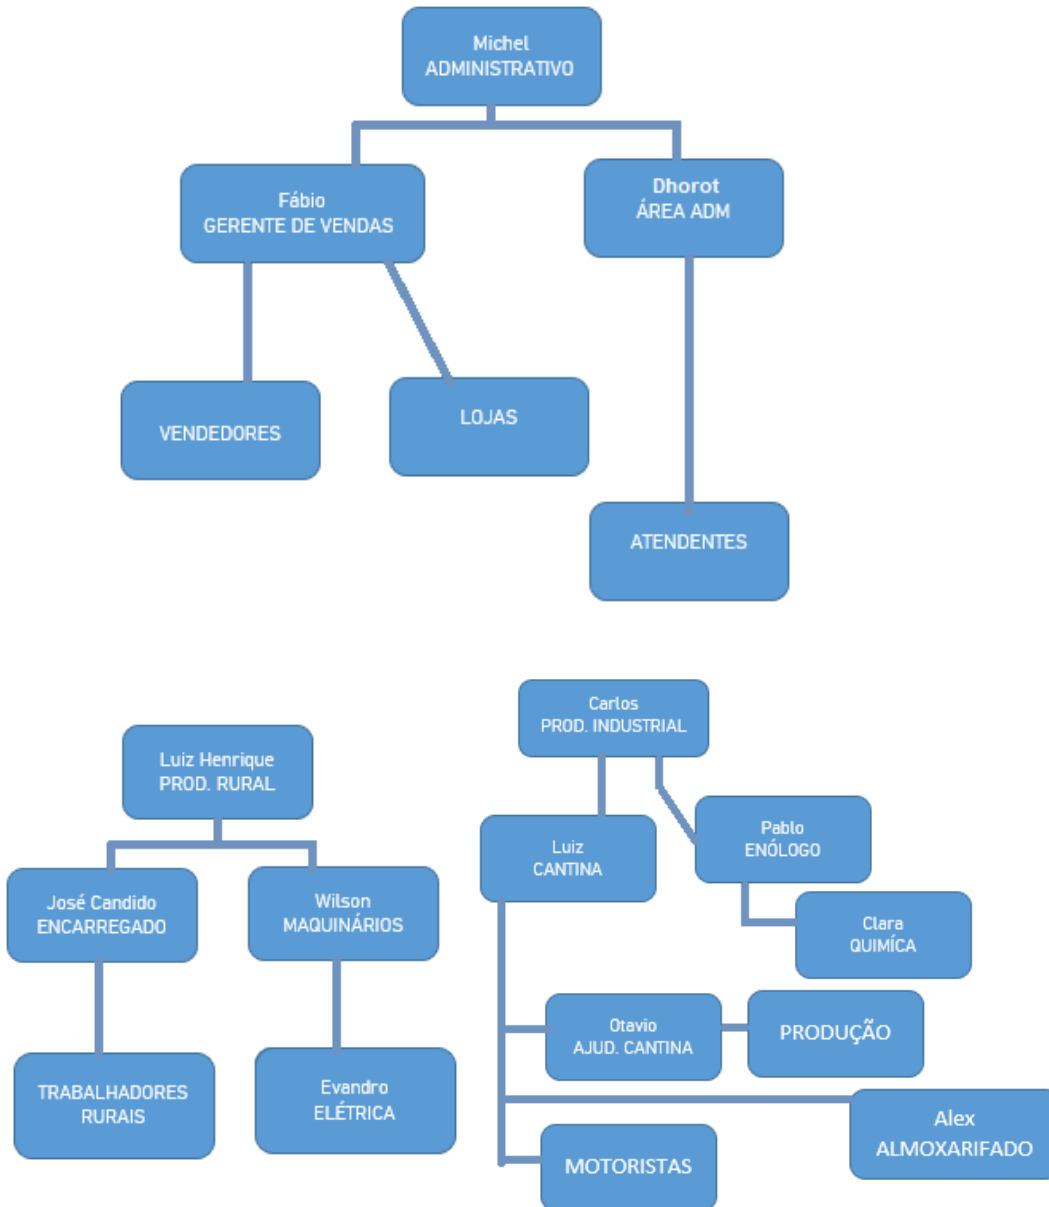 Michel
ADMINISTRATIVO
Fábio
GERENTE DE VENDAS
Dhorot
ÁREA ADM
VENDEDORES
LOJAS
ATENDENTES
Luiz Henrique
PROD. RURAL
José Candido
ENCARREGADO
Wilson
MAQUINÁRIOS
TRABALHADORES
RURAIS
Evandro
ELÉTRICA
Carlos
PROD. INDUSTRIAL
Luiz
CANTINA
Pablo
ENÓLOGO
Clara
QUIMÍCA
Otavio
AJUD. CANTINA
PRODUÇÃO
Alex
ALMOXARIFADO
MOTORISTAS